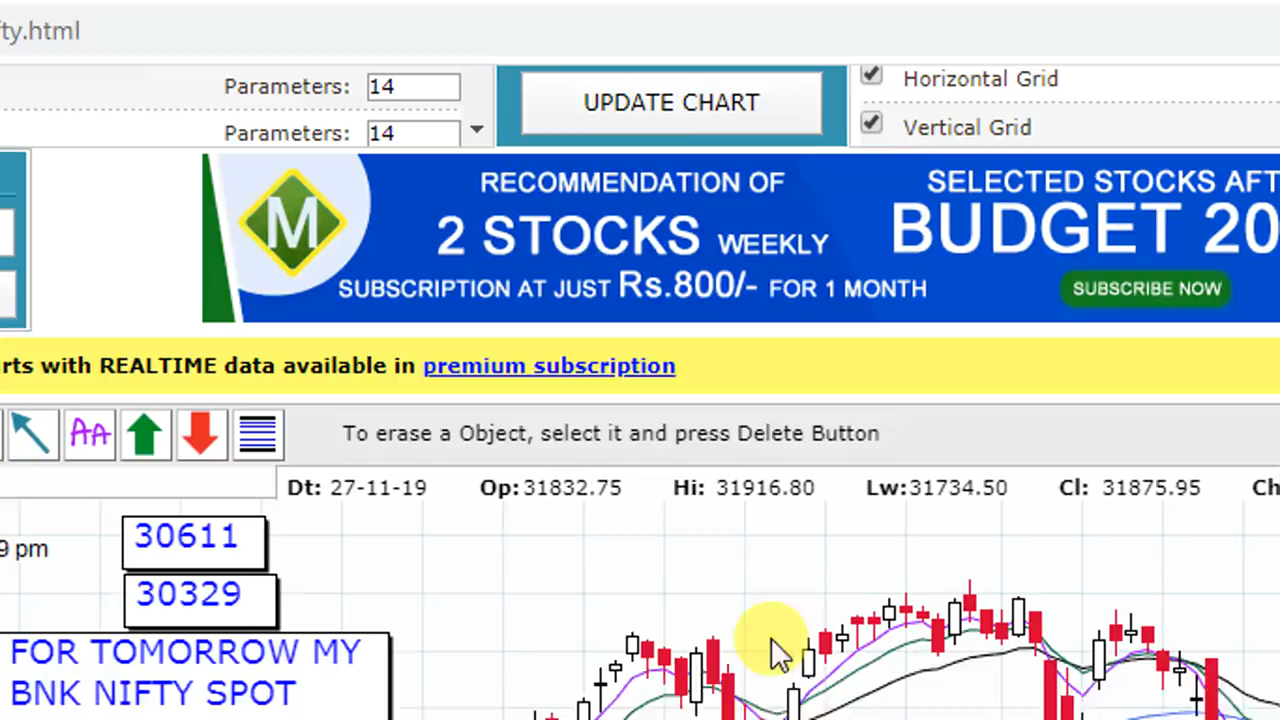 ty.html
Parameters: 14
UPDATE CHART
Horizontal Grid
Parameters: 14
Vertical Grid
M
RECOMMENDATION OF
2 STOCKS WEEKLY
SUBSCRIPTION AT JUST Rs.800/- FOR 1 MONTH
SELECTED STOCKS AFT
BUDGET 20
SUBSCRIBE NOW
rts with REALTIME data available in premium subscription
AA
To erase a Object, select it and press Delete Button
Dt: 27-11-19 Op:31832.75 Hi: 31916.80 Lw:31734.50 Cl: 31875.95 Ch
30611
9 pm
30329
FOR TOMORROW MY
BNK NIFTY SPOT